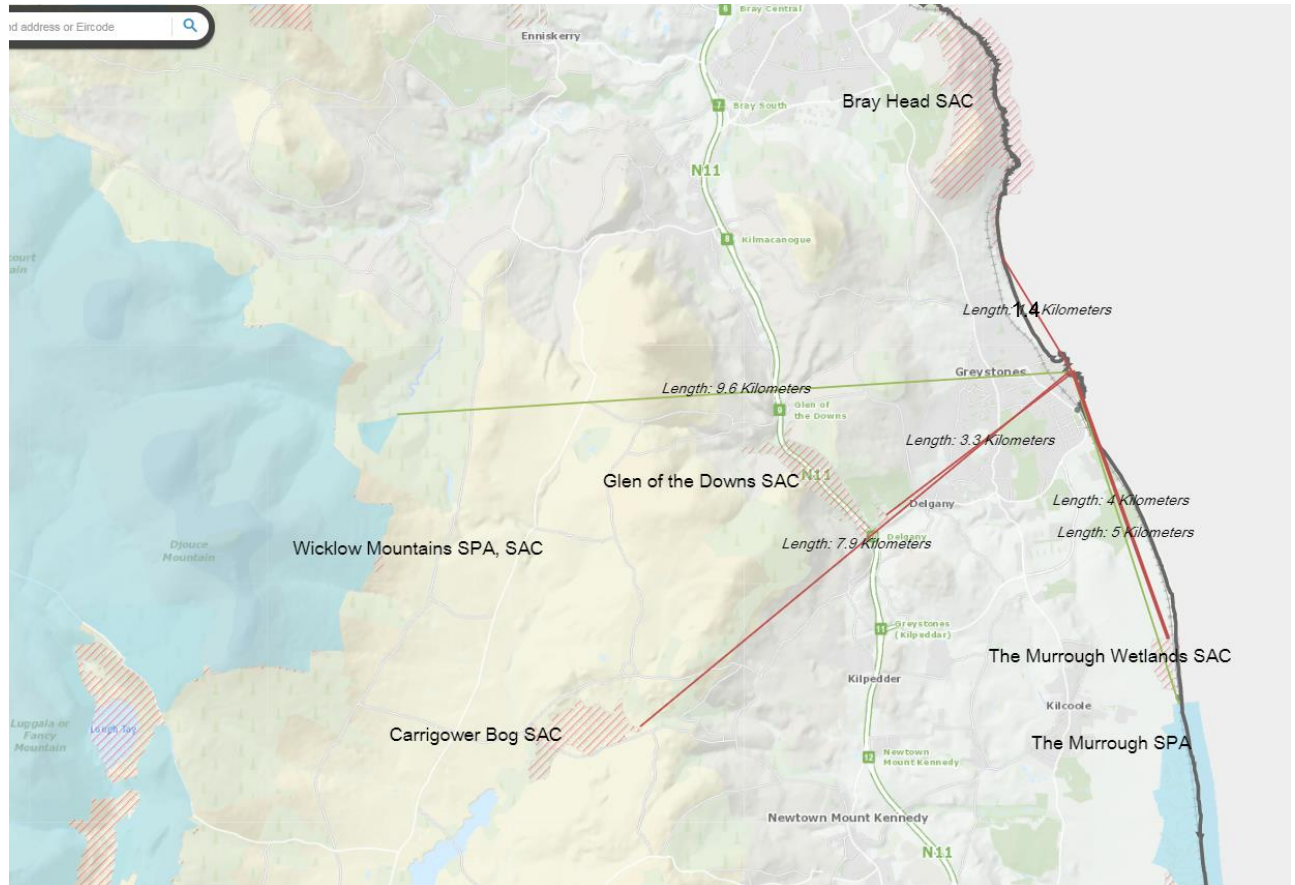 nd address or Eircode
6
Bray Central
Enniskerry
7
Bray South
Bray Head SAC
N11
8
Kilmacanogue
court
ain
Length: 1.4 Kilometers
Greystones
Length: 9.6 Kilometers
9
Glen of
the Downs
Length: 3.3 Kilometers
Glen of the Downs SAC
N11
Delgany
Length: 4 Kilometers
Length: 5 Kilometers
Djouce
Mountain
Wicklow Mountains SPA, SAC
Length: 7.9 Kilometers
Delgany
11
Greystones
(Kilpeddar)
The Murrough Wetlands SAC
Kilpedder
Kilcoole
Luggala or
Fancy
Mountain
Lough Tay
Carrigower Bog SAC
The Murrough SPA
12
Newtown
Mount Kennedy
Newtown Mount Kennedy
N11